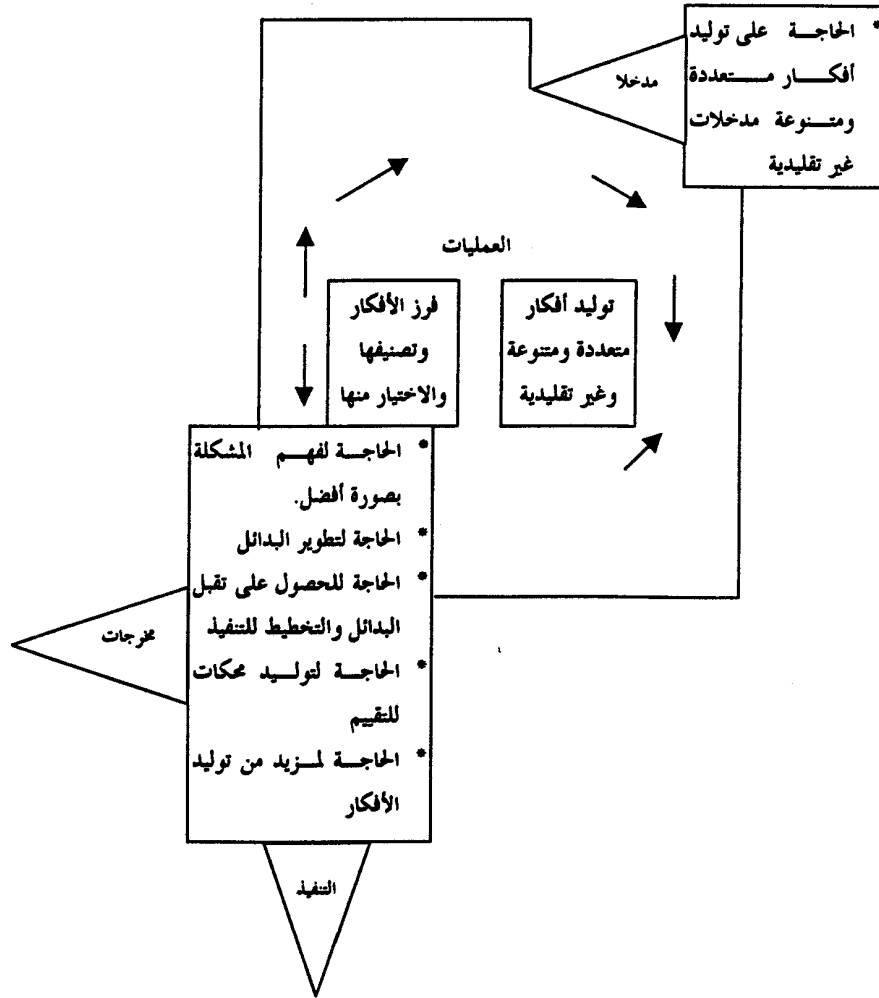 * الحاجة على توليد
أفكار متعددة
ومتنوعة مدخلات
غير تقليدية
مدخلا
العمليات
توليد أفكار
متعددة ومتنوعة
وغير تقليدية
فرز الأفكار
وتصنيفها
والاختيار منها
* الحاجة لفهم المشكلة
بصورة أفضل.
* الحاجة لتطوير البدائل
* الحاجة للحصول على تقبل
البدائل والتخطيط للتنفيذ
* الحاجة لتوليد محكات
للتقييم
* الحاجة لمزيد من توليد
الأفكار
مخرجات
التنفيذ